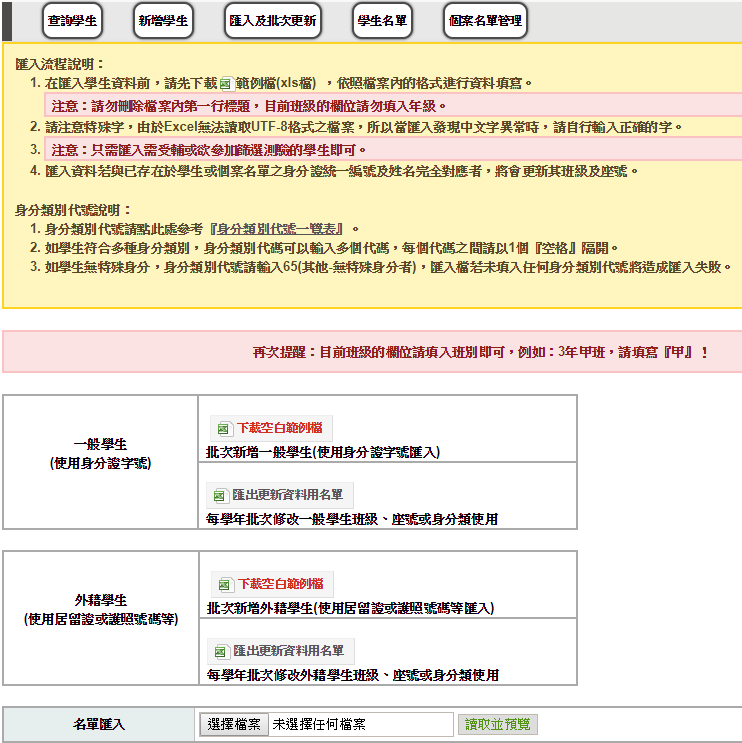 查詢學生 新增學生 匯入及批次更新 學生名單 個案名單管理
匯入流程說明：
1. 在匯入學生資料前，請先下載範例檔(xls檔) ，依照檔案內的格式進行資料填寫。
注意：請勿刪除檔案內第一行標題，目前班級的欄位請勿填入年級。
2. 請注意特殊字，由於Excel無法讀取UTF-8格式之檔案，所以當匯入發現中文字異常時，請自行輸入正確的字。
3. 注意：只需匯入需受輔或欲參加篩選測驗的學生即可。
4. 匯入資料若與已存在於學生或個案名單之身分證統一編號及姓名完全對應者，將會更新其班級及座號。
身分類別代號說明：
1. 身分類別代號請點此處參考『身分類別代號一覽表』。
2. 如學生符合多種身分類別，身分類別代碼可以輸入多個代碼，每個代碼之間請以1個『空格』隔開。
3. 如學生無特殊身分，身分類別代號請輸入65(其他-無特殊身分者)，匯入檔若未填入任何身分類別代號將造成匯入失敗。
再次提醒：目前班級的欄位請填入班別即可，例如：3年甲班，請填寫『甲』！
一般學生
(使用身分證字號)
下載空白範例檔
批次新增一般學生(使用身分證字號匯入)
匯出更新資料用名單
每學年批次修改一般學生班級、座號或身分類使用
外籍學生
(使用居留證或護照號碼等)
下載空白範例檔
批次新增外籍學生(使用居留證或護照號碼等匯入)
匯出更新資料用名單
每學年批次修改外籍學生班級、座號或身分類使用
名單匯入 選擇檔案 未選擇任何檔案 讀取並預覽